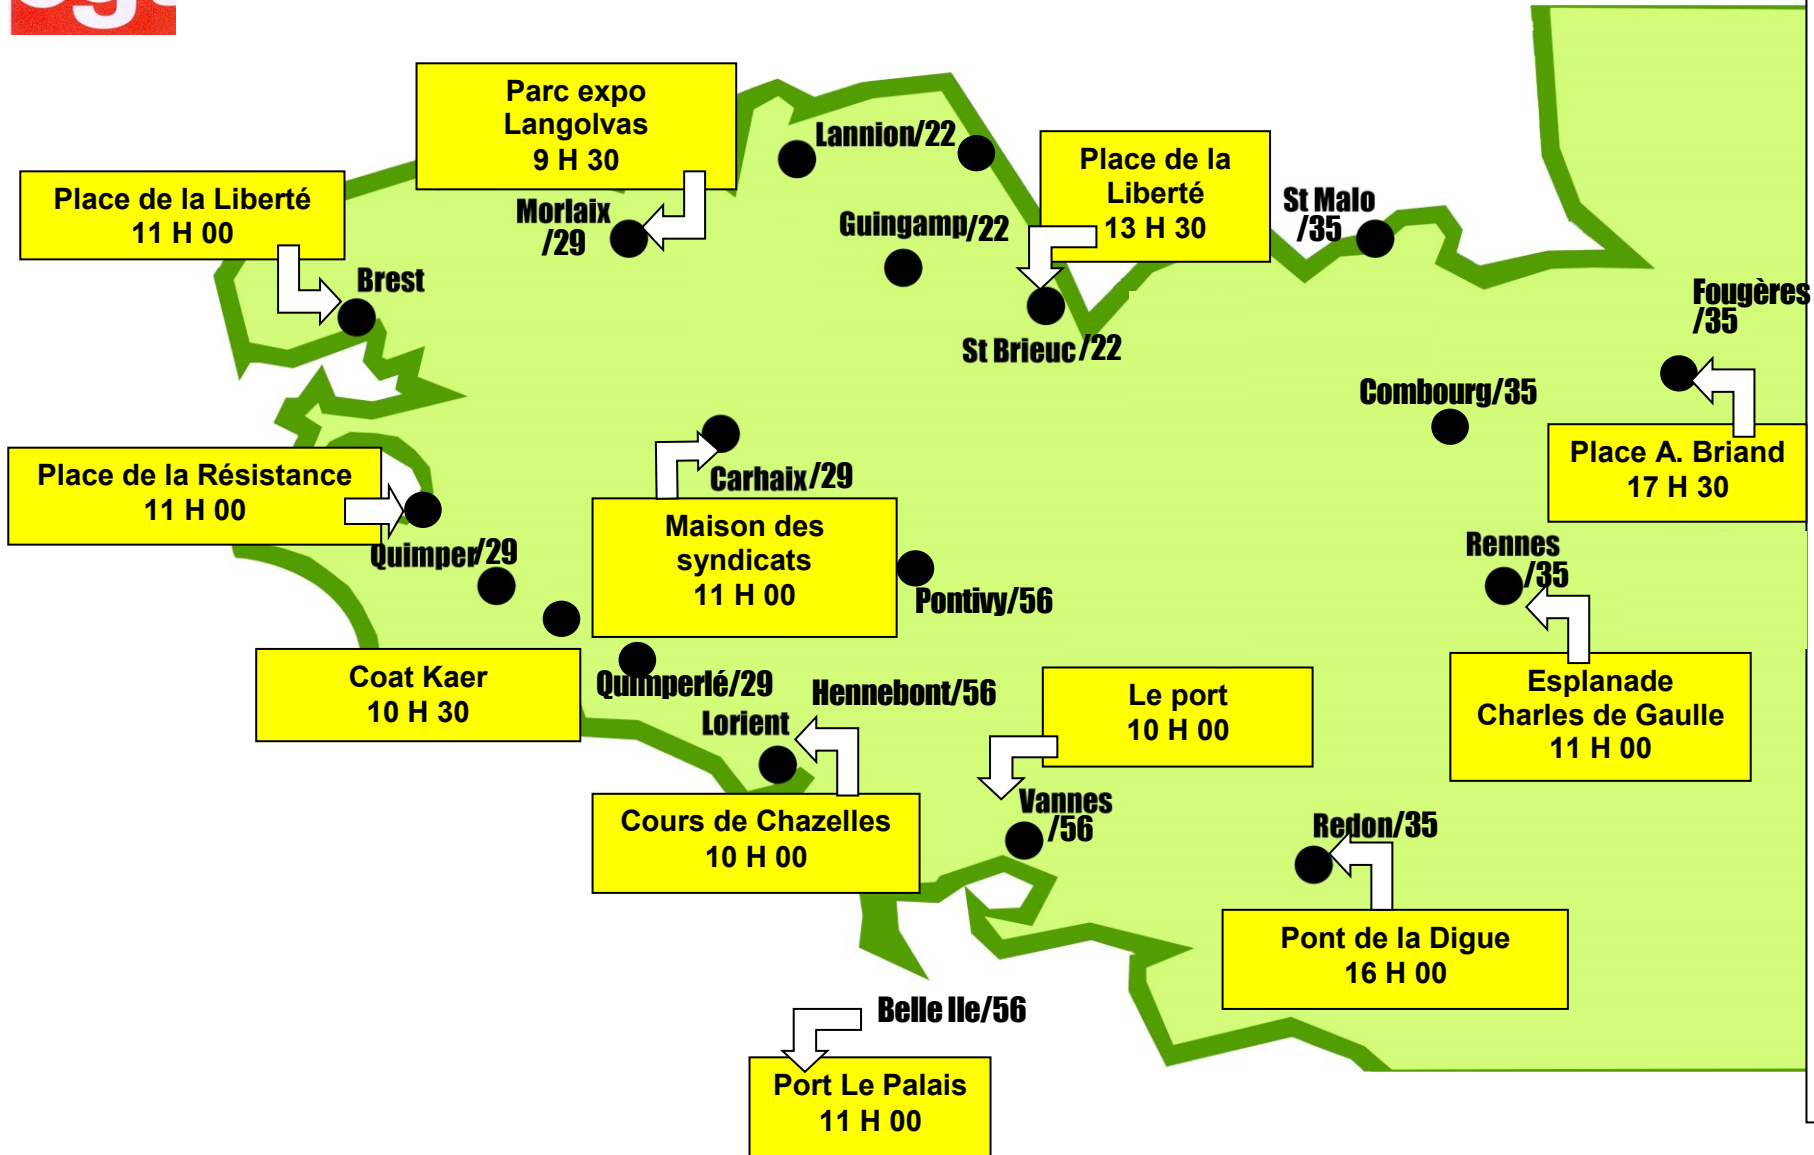 Parc expo
Langolvas
9 H 30
Lannion/22
Place de la
Liberté
13 H 30
Place de la Liberté
11 H 00
Morlaix
/29
Guingamp/22
St Malo
/35
Brest
Fougères
/35
St Brieuc/22
Combourg/35
Place A. Briand
17 H 30
Place de la Résistance
11 H 00
Carhaix/29
Maison des
syndicats
11 H 00
Quimper/29
Rennes
/35
Pontivy/56
Coat Kaer
10 H 30
Quimperlé/29
Hennebont/56
Le port
10 H 00
Esplanade
Charles de Gaulle
11 H 00
Lorient
Cours de Chazelles
10 H 00
Vannes
/56
Redon/35
Pont de la Digue
16 H 00
Belle Ile/56
Port Le Palais
11 H 00